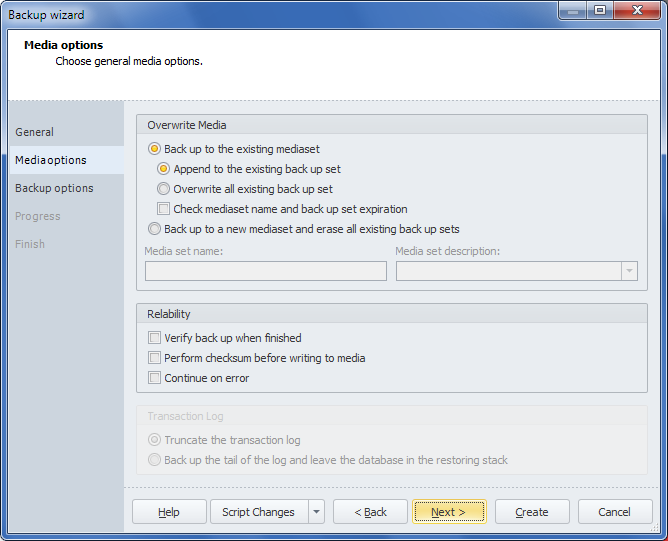 Backup wizard
Media options
Choose general media options.
General
Media options
Backup options
Progress
Finish
Overwrite Media
Back up to the existing mediaset
Append to the existing back up set
Overwrite all existing back up set
Check mediaset name and back up set expiration
Back up to a new mediaset and erase all existing back up sets
Media set name:
Media set description:
Relability
Verify back up when finished
Perform checksum before writing to media
Continue on error
Transaction Log
Truncate the transaction log
Back up the tail of the log and leave the database in the restoring stack
Help
Script Changes
< Back
Next >
Create
Cancel